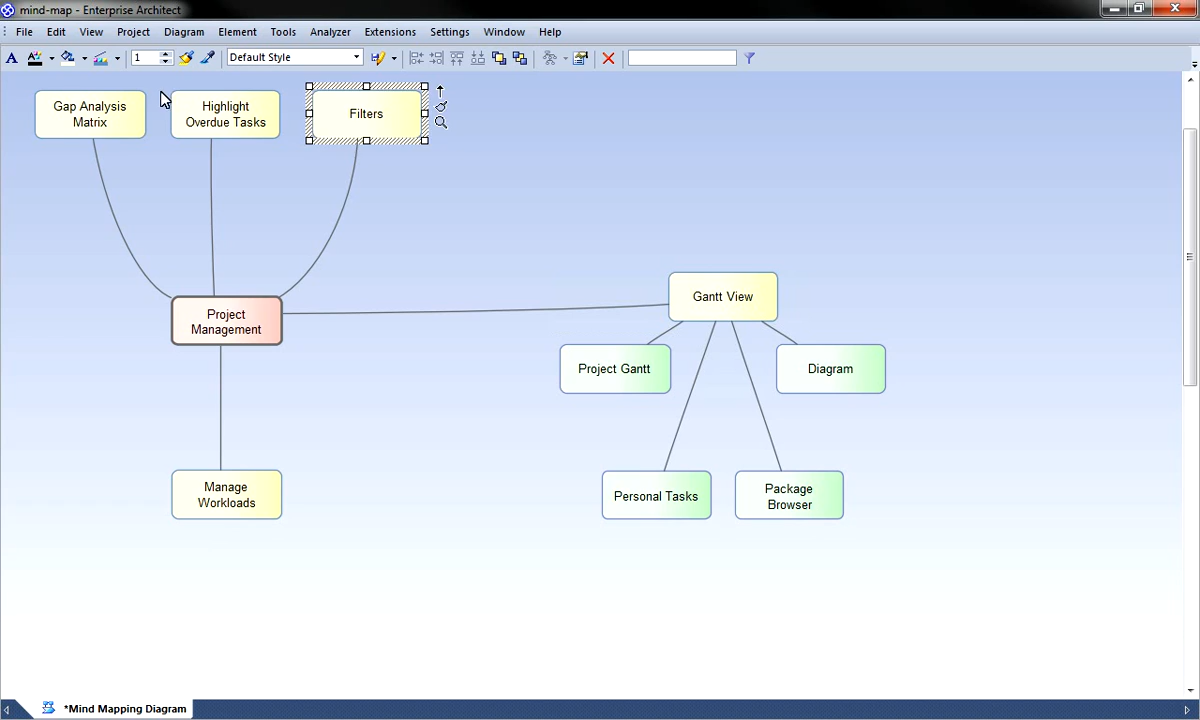 mind-map - Enterprise Architect
File Edit View Project Diagram Element Tools Analyzer Extensions Settings Window Help
A 1 Default Style
Gap Analysis
Matrix
Highlight
Overdue Tasks
Filters
Gantt View
Project
Management
Project Gantt
Diagram
Manage
Workloads
Personal Tasks
Package
Browser
*Mind Mapping Diagram